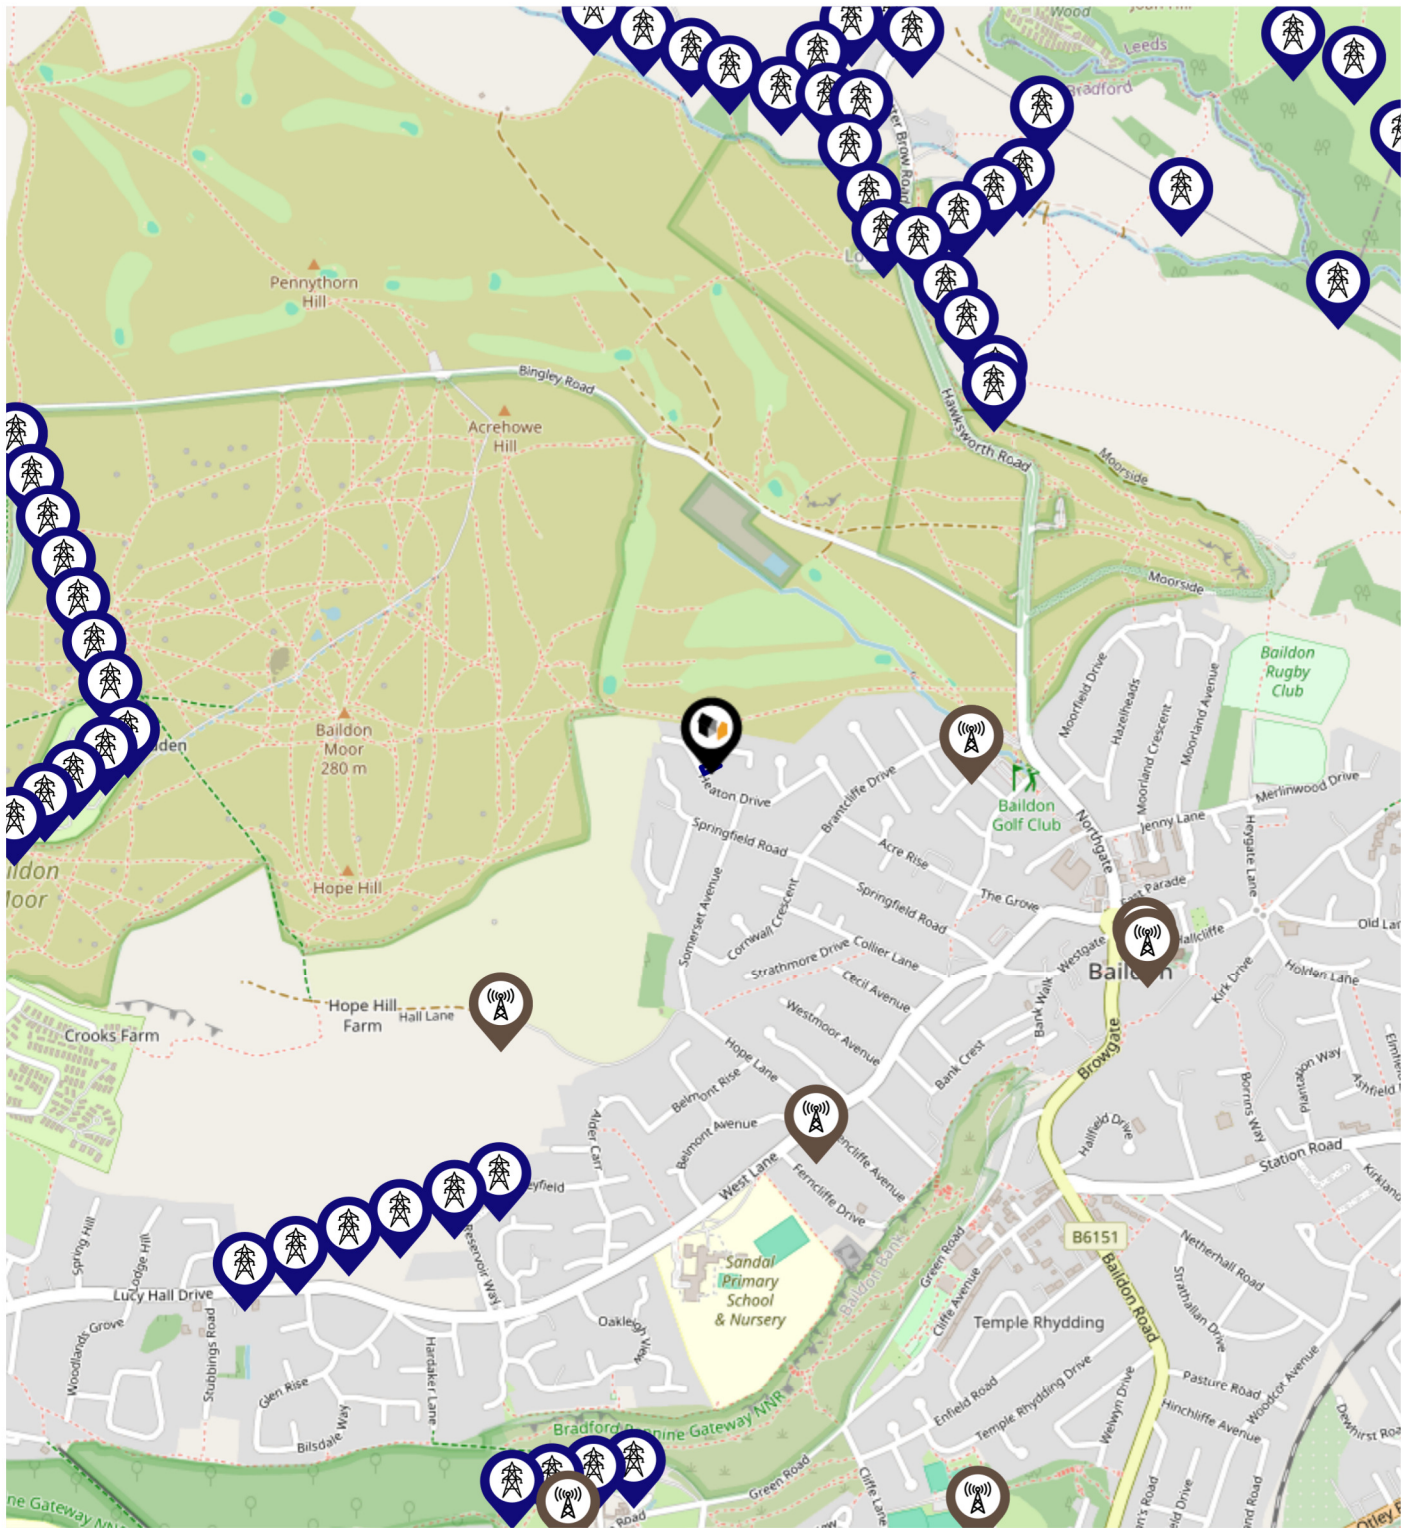 Wood
Leeds
Bradford
Brow Road
Pennythorn
Hill
Bingley Road
Acrehowe
Hill
Hawksworth Road
Moorside
Moorside
Baildon
Rugby
Club
Moorfield Drive
Hazelheads
Moorland Crescent
Moorland Avenue
Baildon
Moor
280 m
Heaton Drive
Brantcliffe Drive
Baildon
Golf Club
Merlinwood Drive
Northgate
Jenny Lane
Heygate Lane
Springfield Road
Acre Rise
Hope Hill
Somerset Avenue
Cornwall Crescent
Springfield Road
The Grove
Parade
Strathmore Drive
Collier Lane
Westgate
Hallcliffe
Cecil Avenue
Bank Walk
Kirk Drive
Holden Lane
Hope Hill
Farm
Hall Lane
Crooks Farm
Westmoor Avenue
Hope Lane
Bank Crest
Browgate
Borrins Way
Belmont Rise
Belmont Avenue
Alder Carr
Hallfield Drive
Station Road
West Lane
Ferncliffe Drive
B6151
Spring Hill
Lodge Hill
Reservoir Way
Sandal
Primary
School
& Nursery
Baildon Bank
Green Road
Netherhall Road
Lucy Hall Drive
Cliffe Avenue
Baildon Road
Strathallan Drive
Temple Rhydding
Woodlands Grove
Stubbings Road
Oakleigh View
Hardaker Lane
Glen Rise
Bilsdale Way
Enfield Road
Temple Rhydding Drive
Welwyn Drive
Pasture Road
Woodcot Avenue
Hinchliffe Avenue
Bradford Pennine Gateway NNR
Green Road
Cliffe Lane
Road